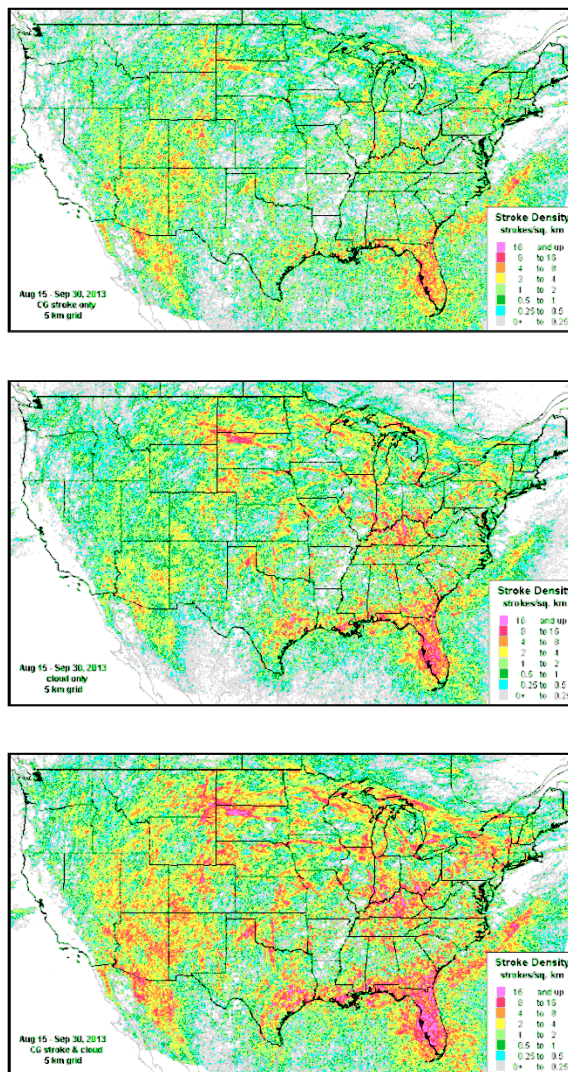 Stroke Density
strokes/sq. km
16 and up
8 to 16
4 to 8
2 to 4
1 to 2
0.5 to 1
0.25 to 0.5
0+ to 0.25
Aug 15 - Sep 30, 2013
CG stroke only
5 km grid
Stroke Density
strokes/sq. km
16 and up
8 to 16
4 to 8
2 to 4
1 to 2
0.5 to 1
0.25 to 0.5
0+ to 0.25
Aug 15 - Sep 30, 2013
cloud only
5 km grid
Stroke Density
strokes/sq. km
16 and up
8 to 16
4 to 8
2 to 4
1 to 2
0.5 to 1
0.25 to 0.5
0+ to 0.25
Aug 15 - Sep 30, 2013
CG stroke & cloud
5 km grid